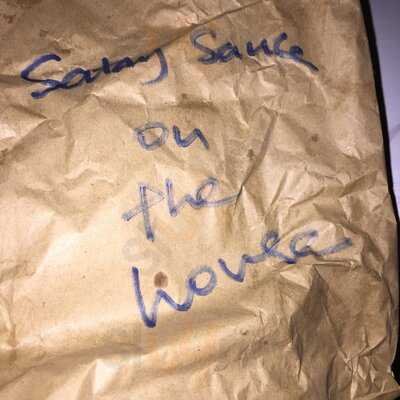 Satay Sauce
on
the
house